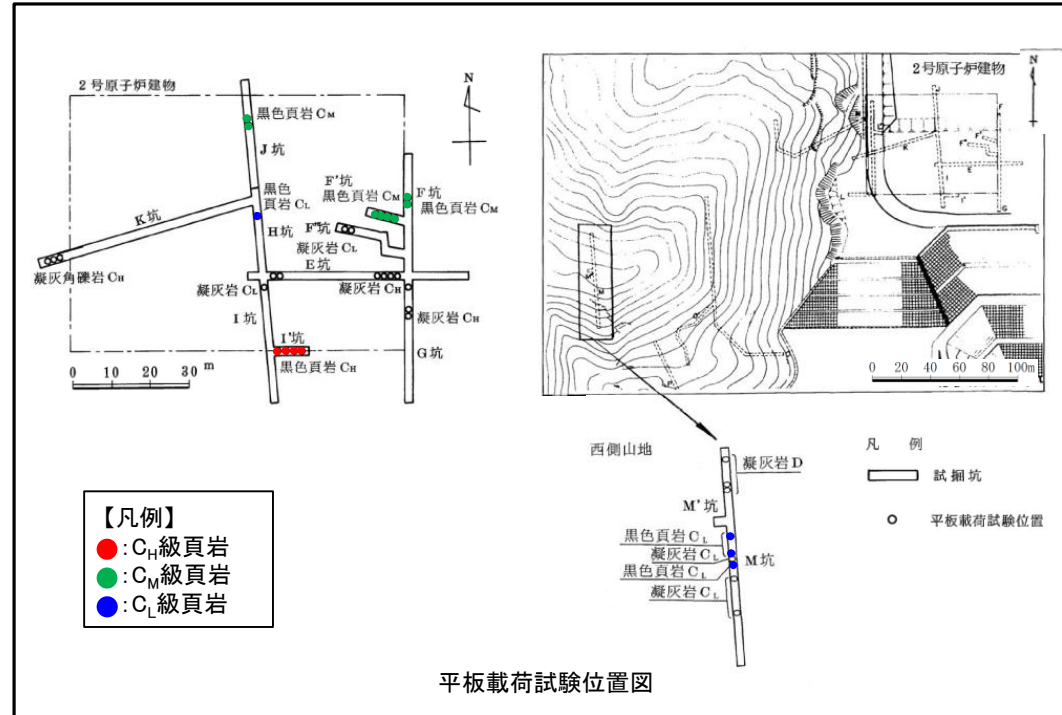 2号原子炉建物
N
黒色頁岩 CM
J坑
黒色
頁岩 CL
F'坑
黒色頁岩 CM
F坑
黒色頁岩 CM
K坑
H坑
F"坑
凝灰岩 CL
E坑
凝灰角礫岩 CH
凝灰岩 CL
凝灰岩 CH
I坑
凝灰岩 CH
I'坑
G坑
黒色頁岩 CH
0 10 20 30 m
2号原子炉建物
N
J
F
K
F'
F"
E
I
I'
G
M
0 20 40 60 80 100m
西側山地
凝灰岩 D
M'坑
黒色頁岩 CL
凝灰岩 CL
M坑
黒色頁岩 CL
凝灰岩 CL
凡 例
試掘坑
平板載荷試験位置
【凡例】
:CH級頁岩
:CM級頁岩
:CL級頁岩
平板載荷試験位置図